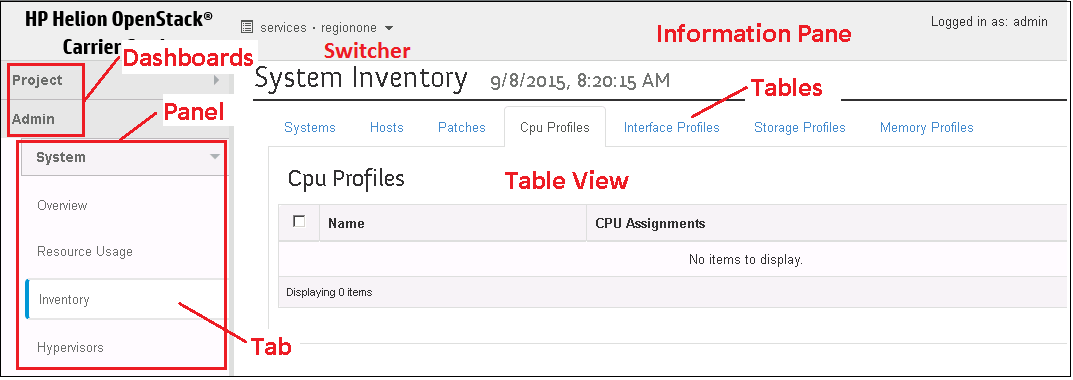 HP Helion OpenStack®
Carrier
services · regionone
Logged in as: admin
Switcher
Information Pane
Dashboards
Project
Admin
Panel
System Inventory 9/8/2015, 8:20:15 AM
Tables
Systems Hosts Patches Cpu Profiles Interface Profiles Storage Profiles Memory Profiles
System
Overview
Resource Usage
Inventory
Hypervisors
Tab
Cpu Profiles
Table View
Name CPU Assignments
No items to display.
Displaying 0 items